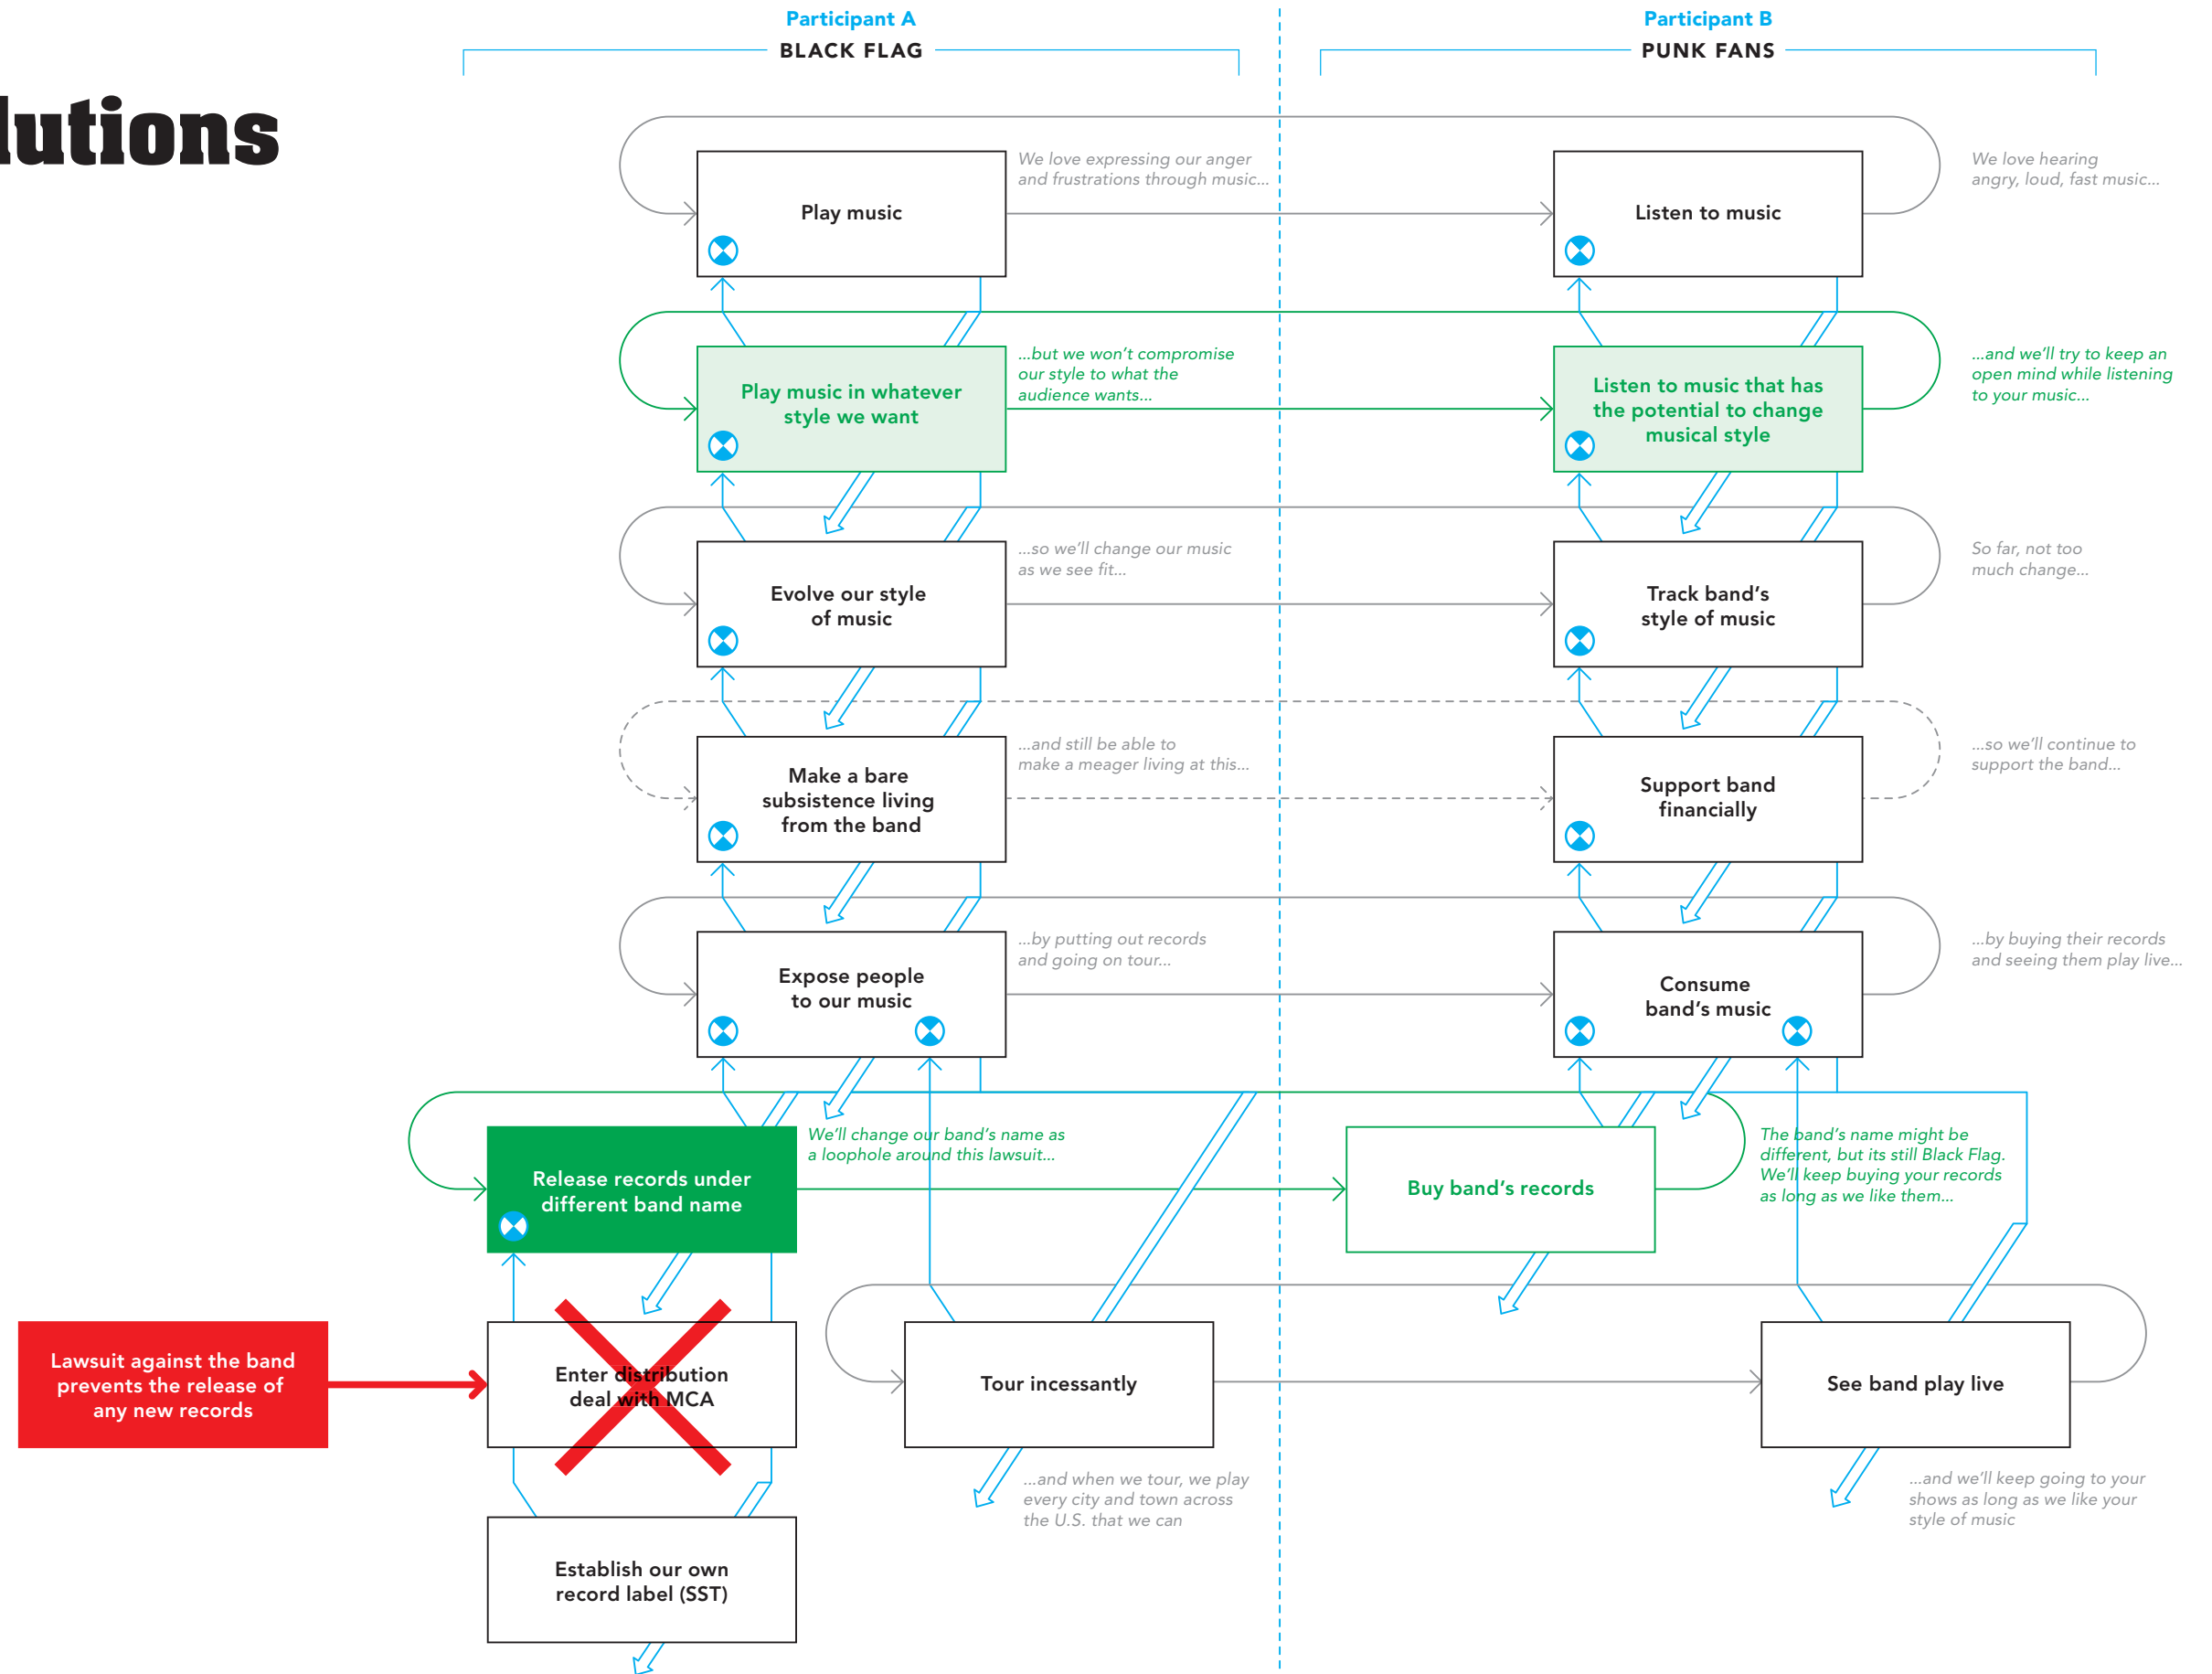 Participant A
BLACK FLAG
Participant B
PUNK FANS
lutions
Play music
We love expressing our anger
and frustrations through music...
Listen to music
We love hearing
angry, loud, fast music...
Play music in whatever
style we want
...but we won’t compromise
our style to what the
audience wants...
Listen to music that has
the potential to change
musical style
...and we’ll try to keep an
open mind while listening
to your music...
Evolve our style
of music
...so we’ll change our music
as we see fit...
Track band’s
style of music
So far, not too
much change...
Make a bare
subsistence living
from the band
...and still be able to
make a meager living at this...
Support band
financially
...so we’ll continue to
support the band...
Expose people
to our music
...by putting out records
and going on tour...
Consume
band’s music
...by buying their records
and seeing them play live...
Release records under
different band name
We’ll change our band’s name as
a loophole around this lawsuit...
Buy band’s records
The band’s name might be
different, but its still Black Flag.
We’ll keep buying your records
as long as we like them...
Lawsuit against the band
prevents the release of
any new records
Enter distribution
deal with MCA
Tour incessantly
...and when we tour, we play
every city and town across
the U.S. that we can
See band play live
...and we’ll keep going to your
shows as long as we like your
style of music
Establish our own
record label (SST)